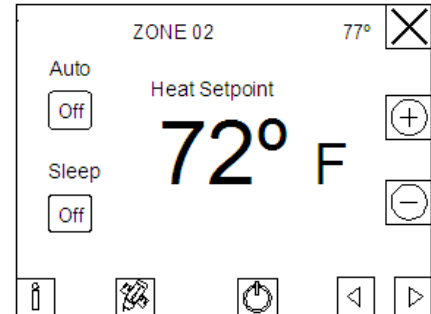 ZONE 02 77º
Auto
Off
Heat Setpoint
72º F
Sleep
Off